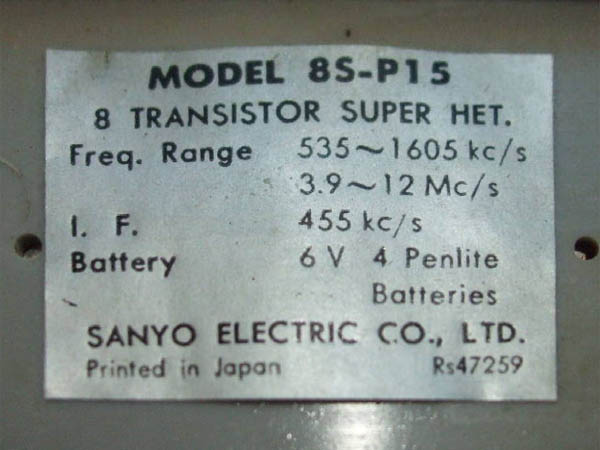 MODEL 8S-P15
8 TRANSISTOR SUPER HET.
Freq. Range 535~1605 kc/s
3.9~12 Mc/s
I. F. 455 kc/s
Battery 6 V 4 Penlite
Batteries
SANYO ELECTRIC CO., LTD.
Printed in Japan Rs47259